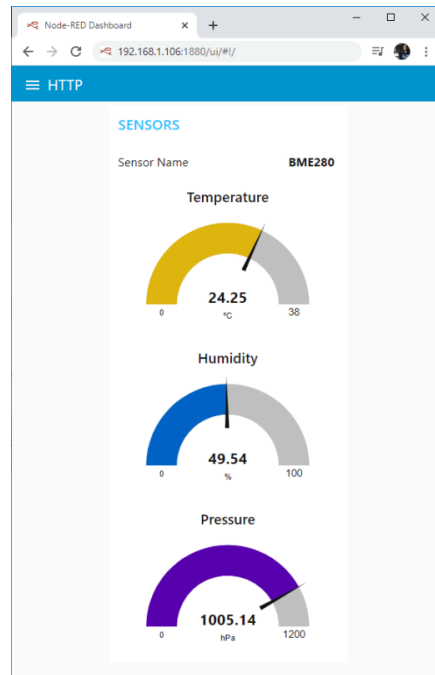 Node-RED Dashboard
192.168.1.106:1880/ui/#!/
HTTP
SENSORS
Sensor Name BME280
Temperature
24.25
ºC
0 38
Humidity
49.54
%
0 100
Pressure
1005.14
hPa
0 1200